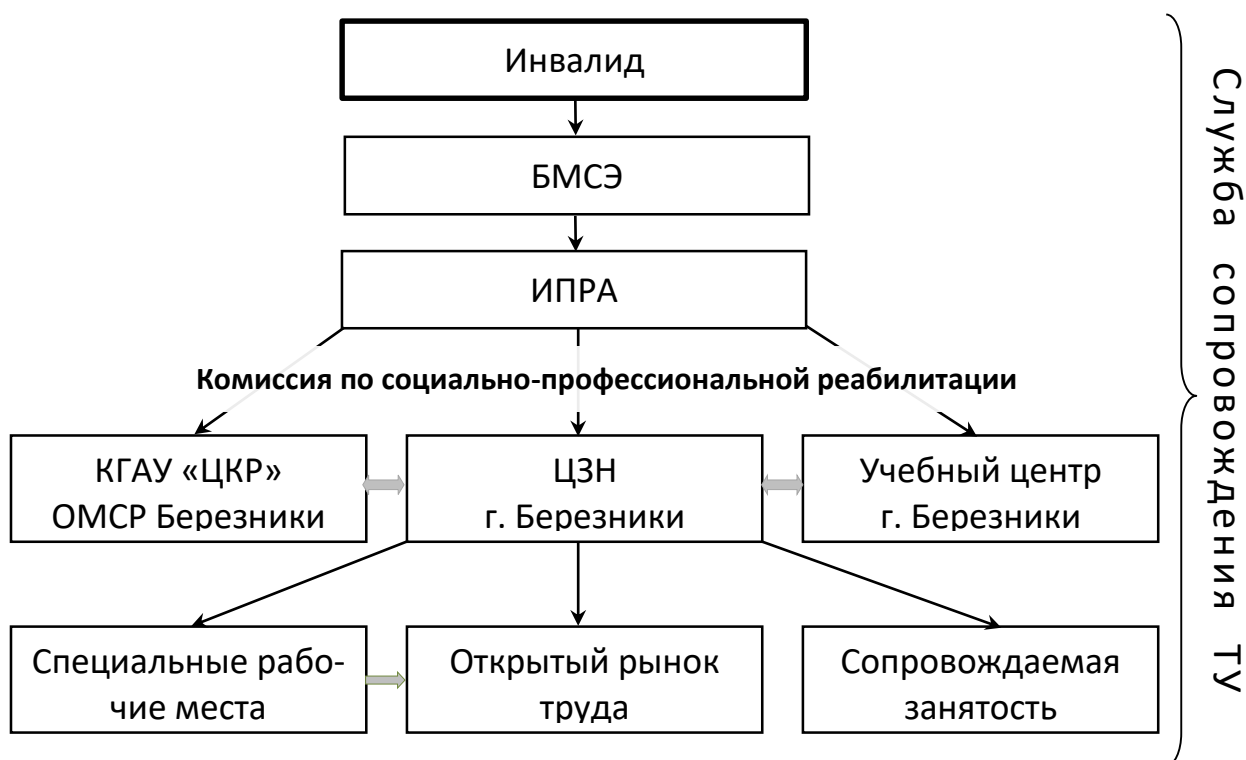 Инвалид
БМСЭ
ИПРА
Комиссия по социально-профессиональной реабилитации
КГАУ «ЦКР»
ОМСР Березники
ЦЗН
г. Березники
Учебный центр
г. Березники
Специальные рабо-
чие места
Открытый рынок
труда
Сопровождаемая
занятость
Служба сопровождения ТУ